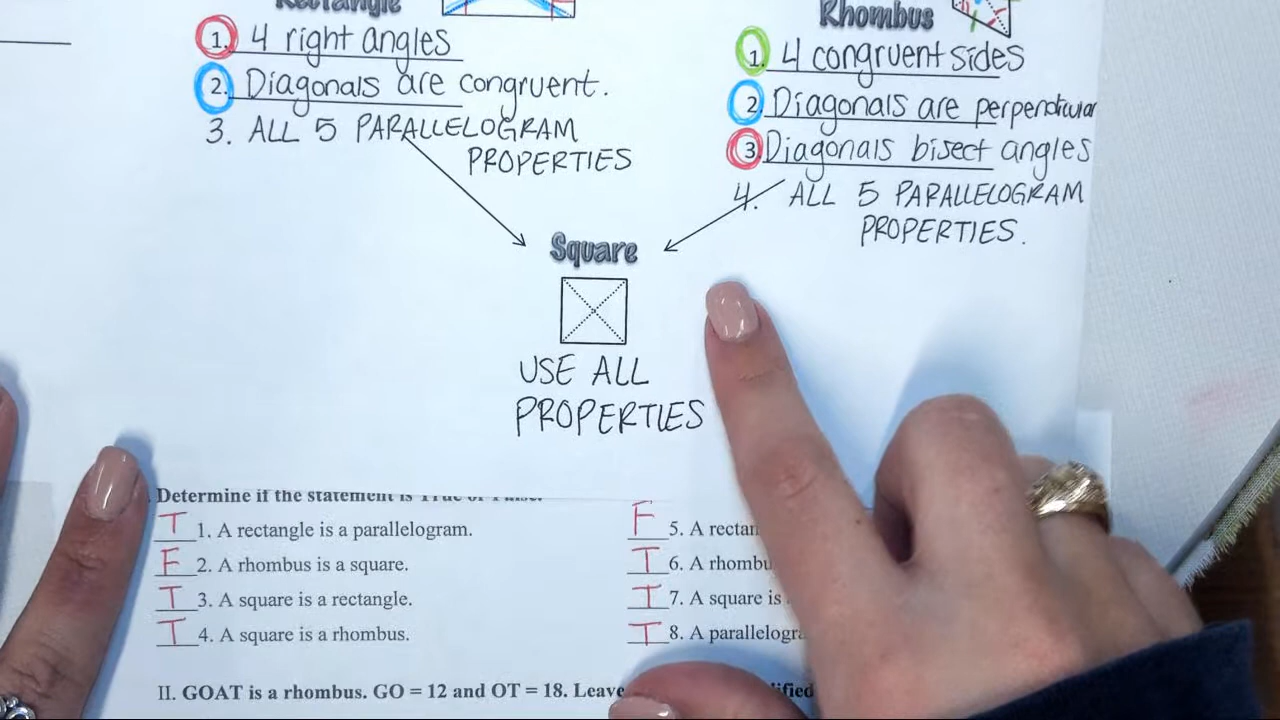 Rectangle
1. 4 right angles
2. Diagonals are congruent.
3. ALL 5 PARALLELOGRAM
PROPERTIES
Rhombus
1. 4 congruent sides
2. Diagonals are perpendicular
3. Diagonals bisect angles
4. ALL 5 PARALLELOGRAM
PROPERTIES.
Square
USE ALL
PROPERTIES
Determine if the statement is True or False.
T 1. A rectangle is a parallelogram.
F 2. A rhombus is a square.
T 3. A square is a rectangle.
T 4. A square is a rhombus.
F 5. A
T 6. A
T 7. A square is
T 8. A
II. GOAT is a rhombus. GO = 12 and OT = 18. Leave